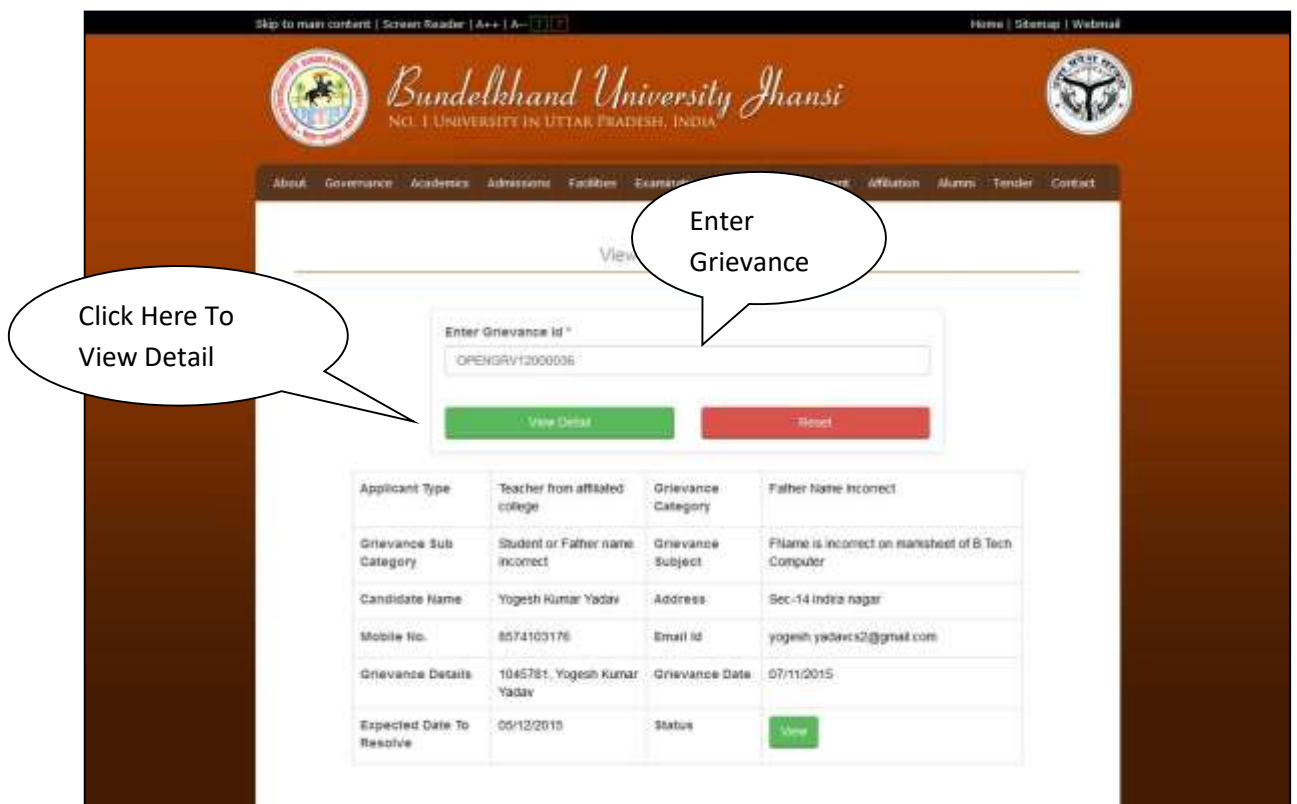 Skip to main content | Screen Reader | A++ | A-- T T
Home | Sitemap | Webmail
Bundelkhand University Jhansi
No. 1 University in Uttar Pradesh, India
About Governance Academics Admissions Facilities Affiliation Alumni Tender Contact
Enter
Grievance
View
Click Here To
View Detail
Enter Grievance Id *
OPENGRV12000036
View Detail Reset
Applicant Type Teacher from affiliated college Grievance Category Father Name Incorrect
Grievance Sub Category Student or Father name incorrect Grievance Subject FName is incorrect on marksheet of B.Tech Computer
Candidate Name Yogesh Kumar Yadav Address Sec-14 indira nagar
Mobile No. 8574103176 Email Id yogesh.yadavcs2@gmail.com
Grievance Details 1045781, Yogesh Kumar Yadav Grievance Date 07/11/2015
Expected Date To Resolve 05/12/2015 Status View